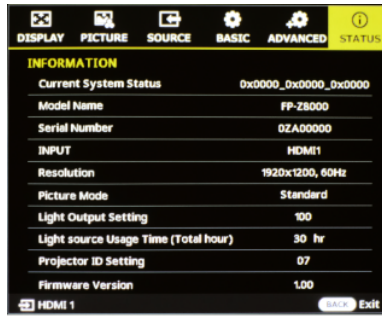 DISPLAY PICTURE SOURCE BASIC ADVANCED STATUS
INFORMATION
Current System Status 0x0000_0x0000_0x0000
Model Name FP-Z8000
Serial Number 0ZA00000
INPUT HDMI1
Resolution 1920x1200, 60Hz
Picture Mode Standard
Light Output Setting 100
Light source Usage Time (Total hour) 30 hr
Projector ID Setting 07
Firmware Version 1.00
HDMI 1 BACK Exit